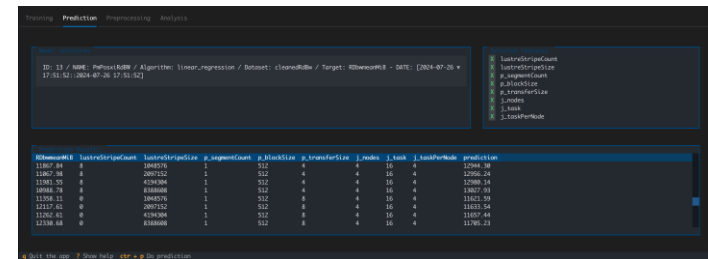 Training Prediction Preprocessing Analysis
ID: 13 / NAME: PmPosxiRdBW / Algorithm: linear_regression / Dataset: cleanedRdBw / Target: RDbwmeanMiB - DATE: [2024-07-26 ▾
17:51:52::2024-07-26 17:51:52]
X lustreStripeCount
X lustreStripeSize
X p_segmentCount
X p_blockSize
X p_transferSize
X j_nodes
X j_task
X j_taskPerNode
RDbwmeanMiB lustreStripeCount lustreStripeSize p_segmentCount p_blockSize p_transferSize j_nodes j_task j_taskPerNode prediction
11867.84 8 1048576 1 512 4 4 16 4 12944.30
11067.98 8 2097152 1 512 4 4 16 4 12956.24
11981.55 8 4194304 1 512 4 4 16 4 12980.14
10988.78 8 8388608 1 512 4 4 16 4 13027.93
11358.11 0 1048576 1 512 8 4 16 4 11621.59
12117.61 0 2097152 1 512 8 4 16 4 11633.54
11262.61 0 4194304 1 512 8 4 16 4 11657.44
12330.68 0 8388608 1 512 8 4 16 4 11705.23
q Quit the app ? Show help ctr + p Do prediction